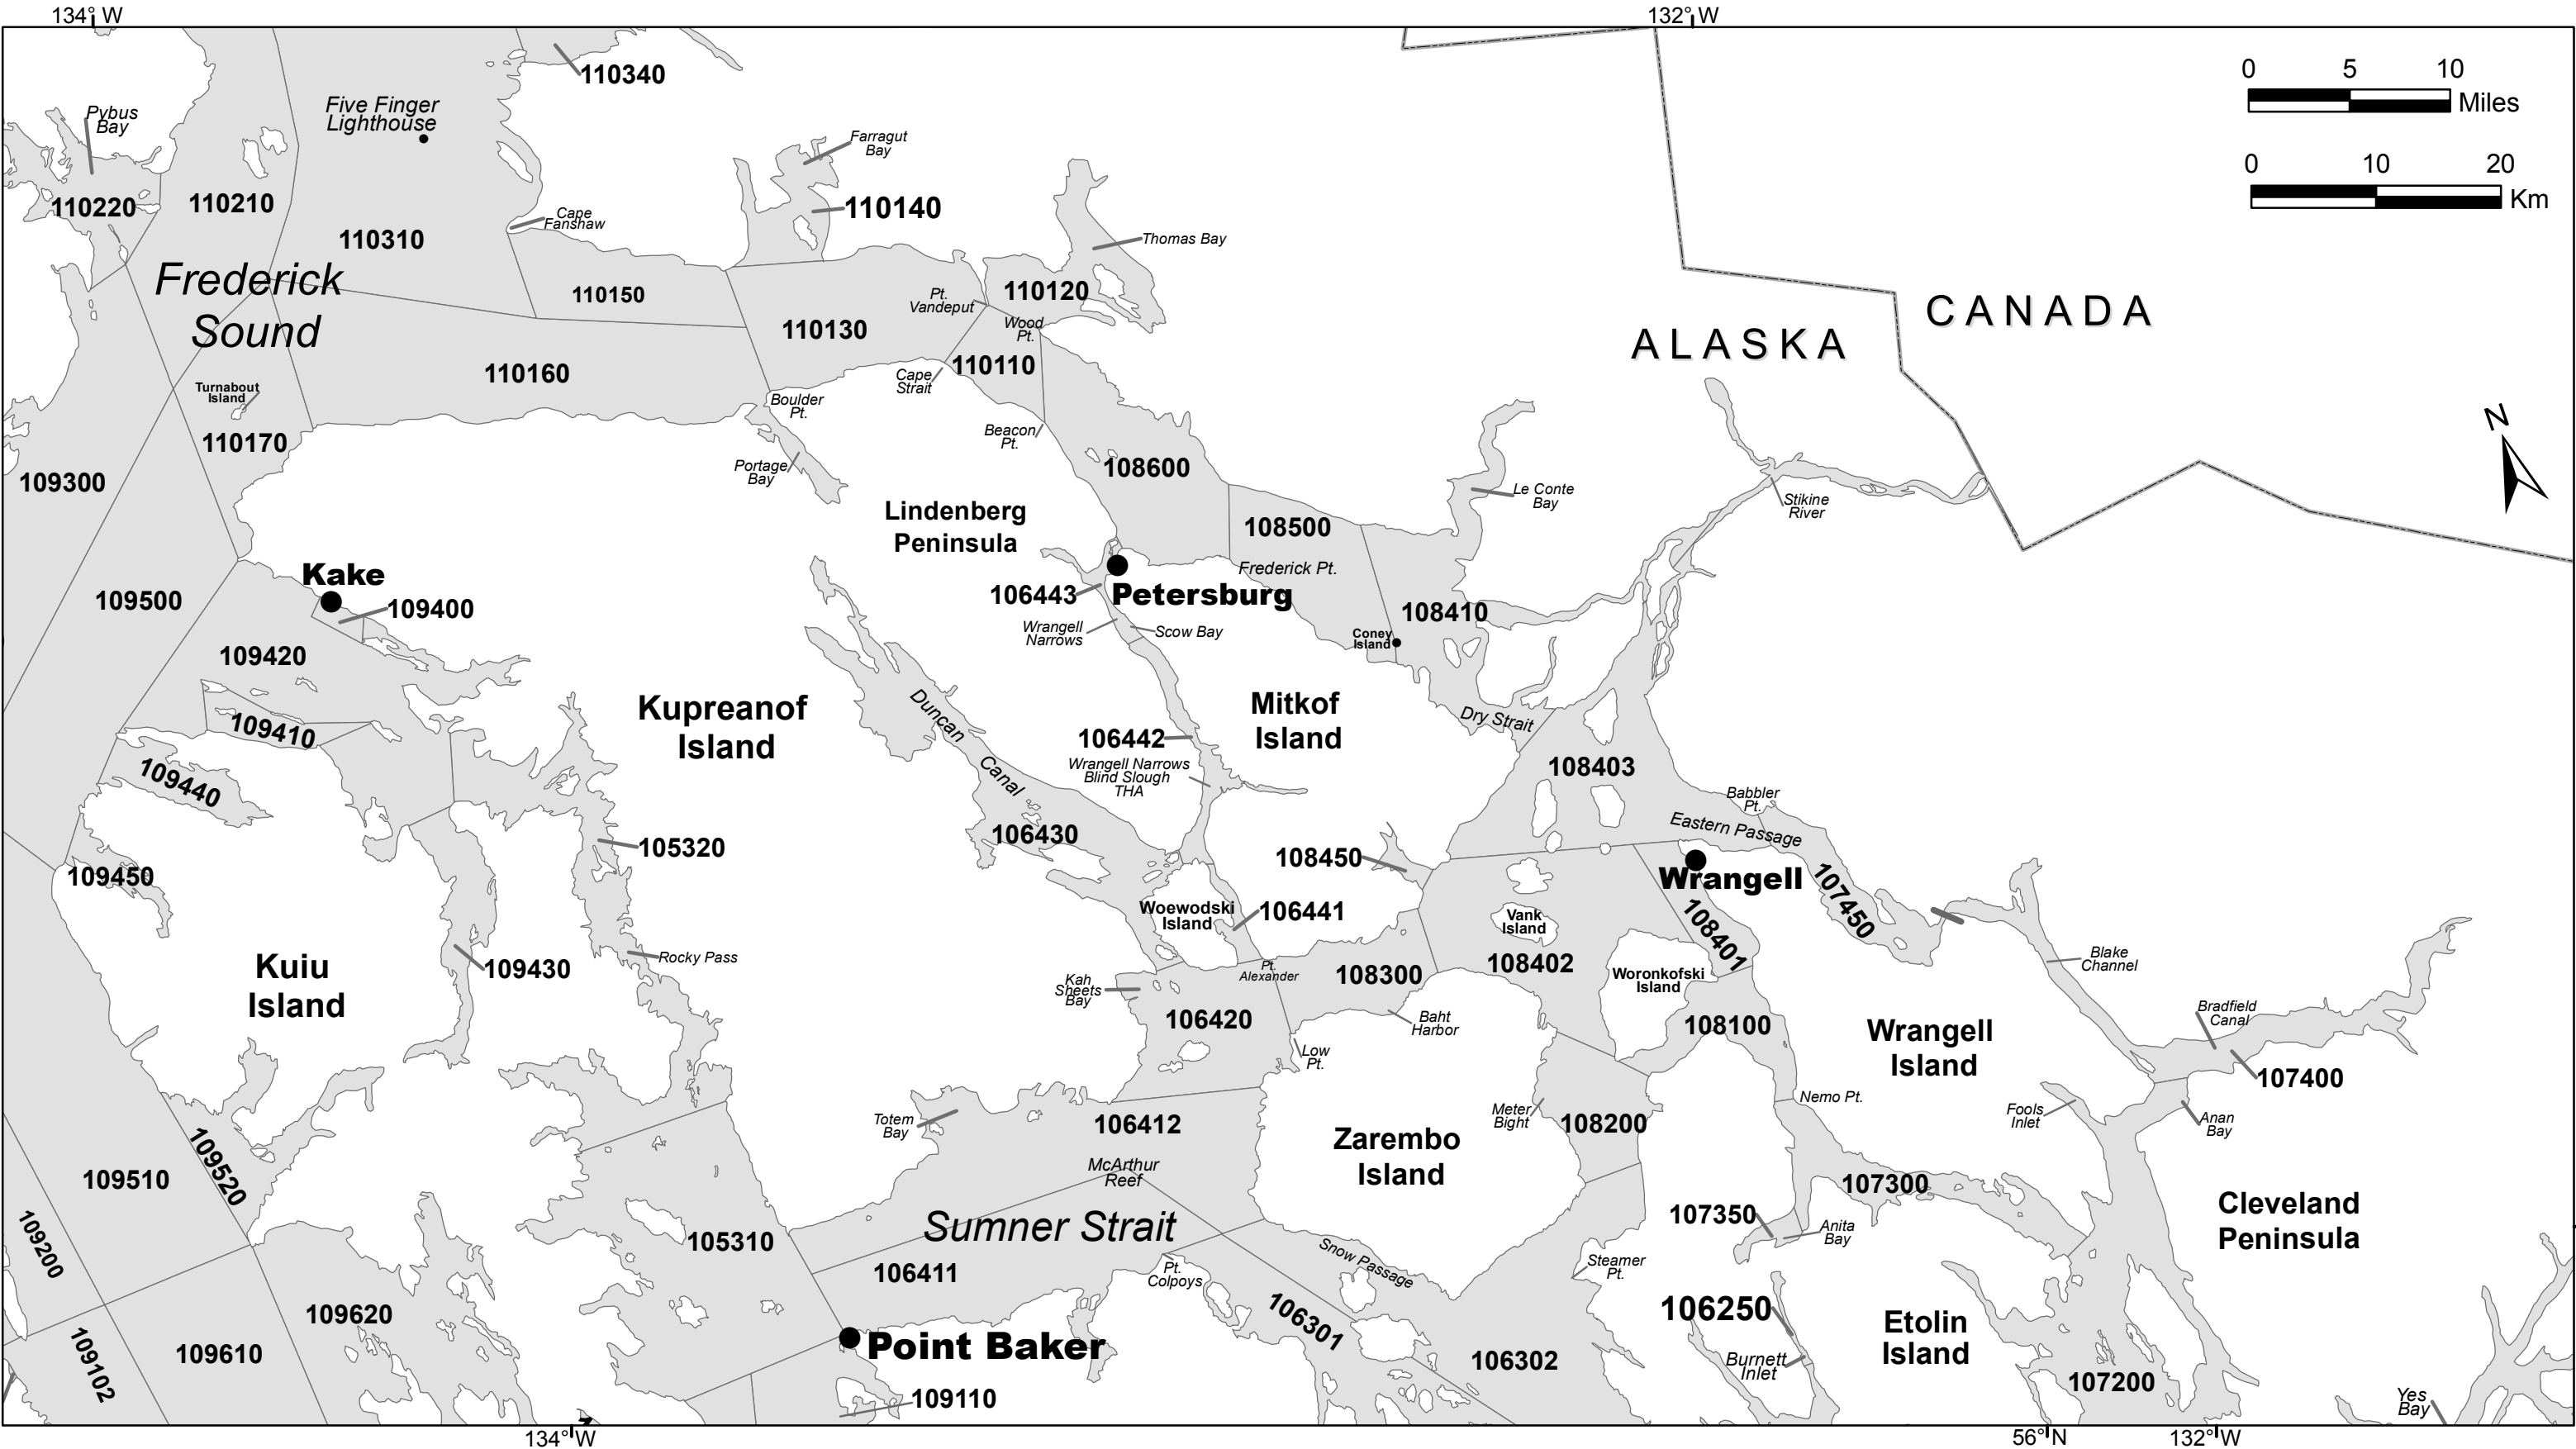 134° W
132° W
110340
0 5 10
Miles
0 10 20
Km
Pybus
Bay
Five Finger
Lighthouse
Farragut
Bay
110220
110210
110310
Cape
Fanshaw
110140
Thomas Bay
Frederick
Sound
110150
Pt.
Vandeput
110120
110130
Wood
Pt.
110110
CANADA
ALASKA
110160
Cape
Strait
Turnabout
Island
Boulder
Pt.
110170
Beacon
Pt.
N
109300
Portage
Bay
108600
Le Conte
Bay
Stikine
River
Lindenberg
Peninsula
108500
Frederick Pt.
Kake
109400
109500
106443
Petersburg
108410
Wrangell
Narrows
Scow Bay
Coney
Island
109420
Kupreanof
Island
Duncan
Canal
Mitkof
Island
Dry Strait
109410
106442
Wrangell Narrows
Blind Slough
THA
109440
108403
Babbler
Pt.
Eastern Passage
106430
105320
108450
109450
Wrangell
107450
Woewodski
Island
106441
Vank
Island
108401
Kuiu
Island
109430
Rocky Pass
Pt.
Alexander
108300
108402
Woronkofski
Island
Blake
Channel
Kah
Sheets
Bay
106420
Baht
Harbor
108100
Wrangell
Island
Bradfield
Canal
Low
Pt.
107400
Totem
Bay
106412
Meter
Bight
108200
Nemo Pt.
Fools
Inlet
Anan
Bay
Zarembo
Island
109510
109520
McArthur
Reef
107300
109200
105310
Sumner Strait
107350
Anita
Bay
Cleveland
Peninsula
106411
Pt.
Colpoys
Snow Passage
Steamer
Pt.
109620
106301
106250
Etolin
Island
109102
109610
Point Baker
106302
Burnett
Inlet
107200
109110
Yes
Bay
134° W
56° N
132° W